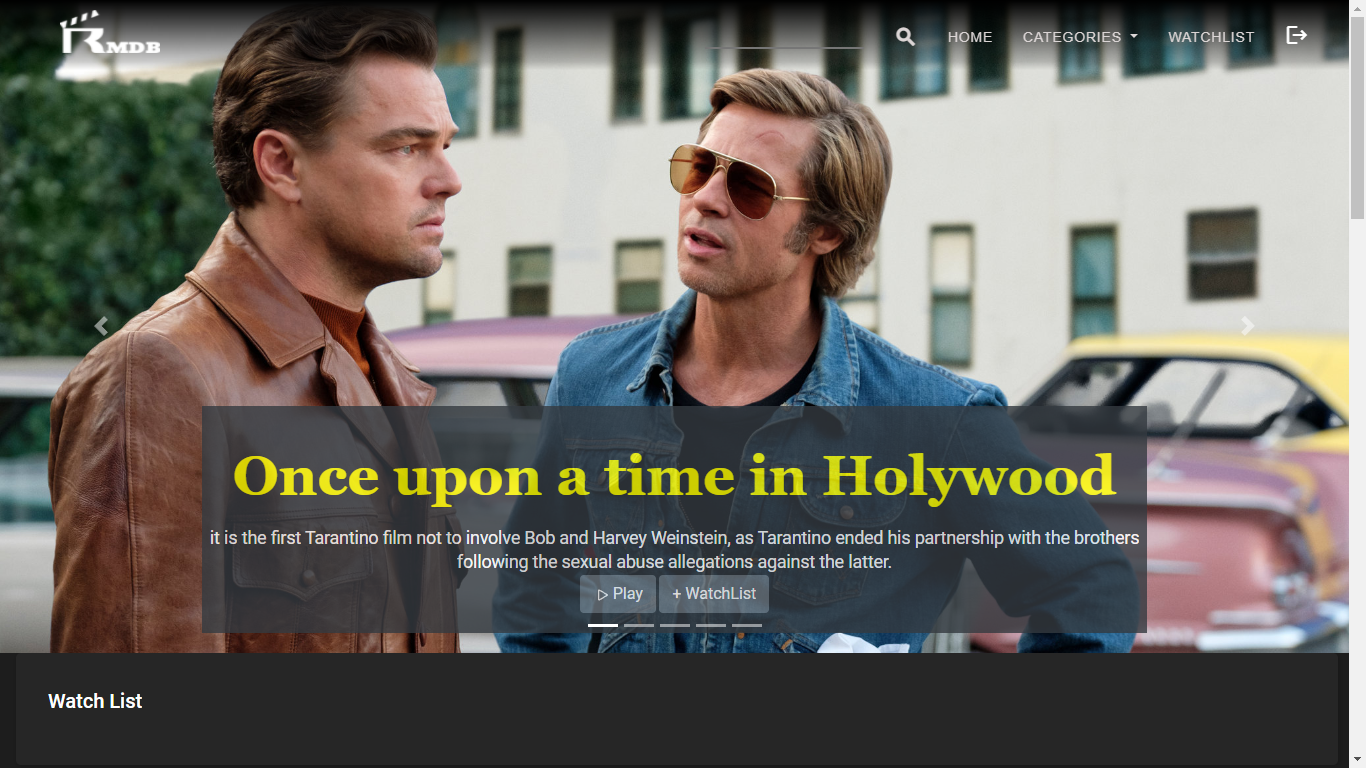 RMDB
HOME
CATEGORIES
WATCHLIST
Once upon a time in Holywood
it is the first Tarantino film not to involve Bob and Harvey Weinstein, as Tarantino ended his partnership with the brothers
following the sexual abuse allegations against the latter.
Play
+ WatchList
Watch List